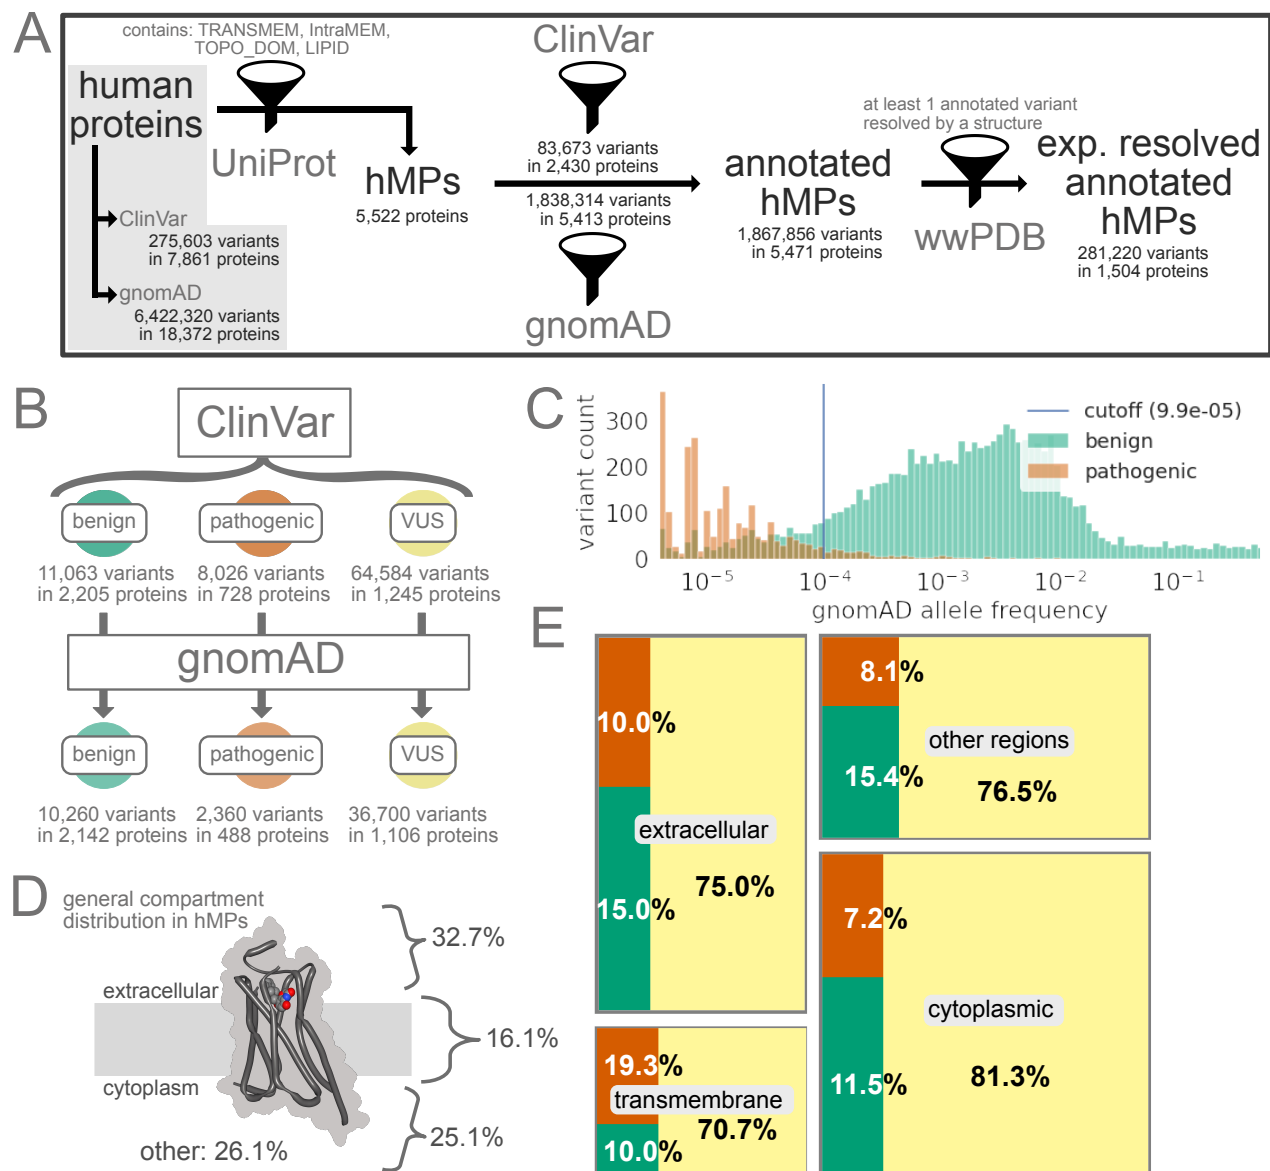 A
contains: TRANSMEM, IntraMEM,
TOPO_DOM, LIPID
human
proteins
UniProt
ClinVar
275,603 variants
in 7,861 proteins
gnomAD
6,422,320 variants
in 18,372 proteins
hMPs
5,522 proteins
ClinVar
83,673 variants
in 2,430 proteins
1,838,314 variants
in 5,413 proteins
gnomAD
annotated
hMPs
1,867,856 variants
in 5,471 proteins
at least 1 annotated variant
resolved by a structure
wwPDB
exp. resolved
annotated
hMPs
281,220 variants
in 1,504 proteins
B
ClinVar
benign
pathogenic
VUS
11,063 variants
in 2,205 proteins
8,026 variants
in 728 proteins
64,584 variants
in 1,245 proteins
gnomAD
benign
pathogenic
VUS
10,260 variants
in 2,142 proteins
2,360 variants
in 488 proteins
36,700 variants
in 1,106 proteins
C
variant count
300
200
100
0
cutoff (9.9e-05)
benign
pathogenic
10⁻⁵
10⁻⁴
10⁻³
10⁻²
10⁻¹
gnomAD allele frequency
D
general compartment
distribution in hMPs
32.7%
extracellular
16.1%
cytoplasm
25.1%
other: 26.1%
E
10.0%
extracellular
75.0%
15.0%
8.1%
other regions
15.4%
76.5%
19.3%
transmembrane
70.7%
10.0%
7.2%
cytoplasmic
11.5%
81.3%